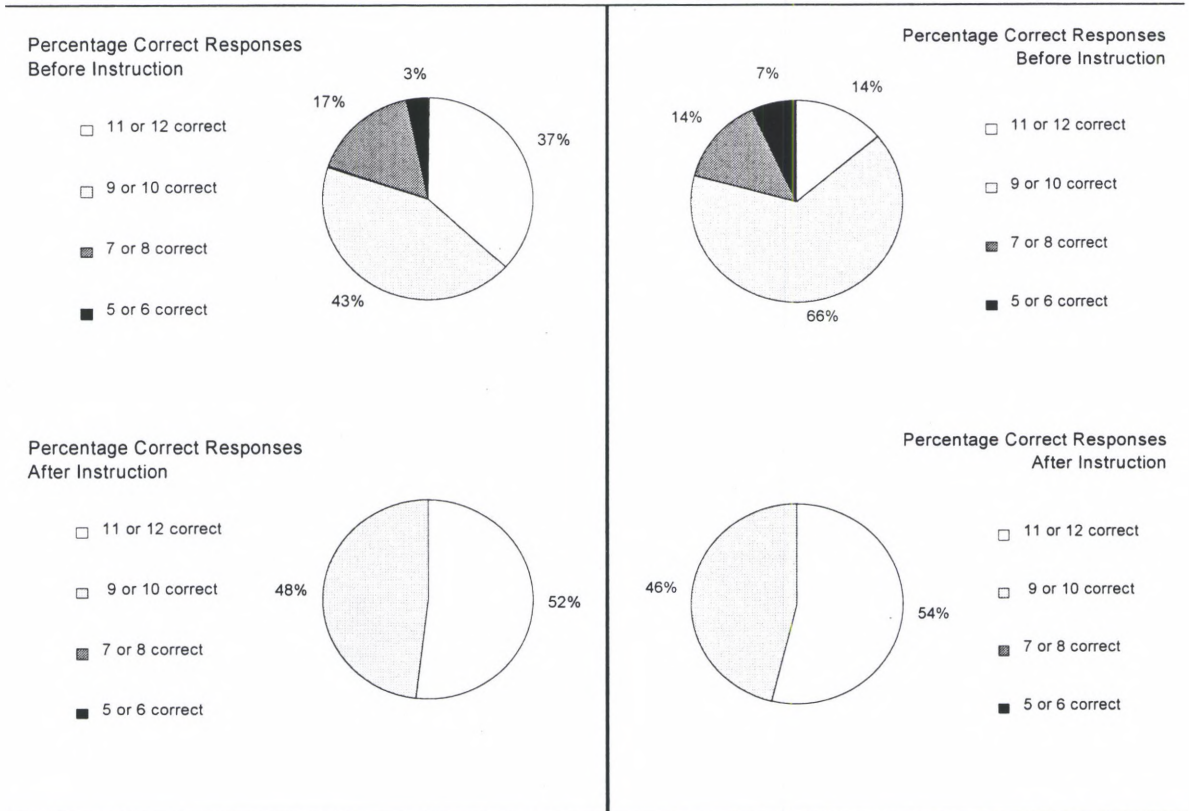 Percentage Correct Responses
Before Instruction
11 or 12 correct
9 or 10 correct
7 or 8 correct
5 or 6 correct
3%
17%
37%
43%
Percentage Correct Responses
Before Instruction
7%
14%
14%
66%
11 or 12 correct
9 or 10 correct
7 or 8 correct
5 or 6 correct
Percentage Correct Responses
After Instruction
11 or 12 correct
9 or 10 correct
7 or 8 correct
5 or 6 correct
48%
52%
Percentage Correct Responses
After Instruction
46%
54%
11 or 12 correct
9 or 10 correct
7 or 8 correct
5 or 6 correct